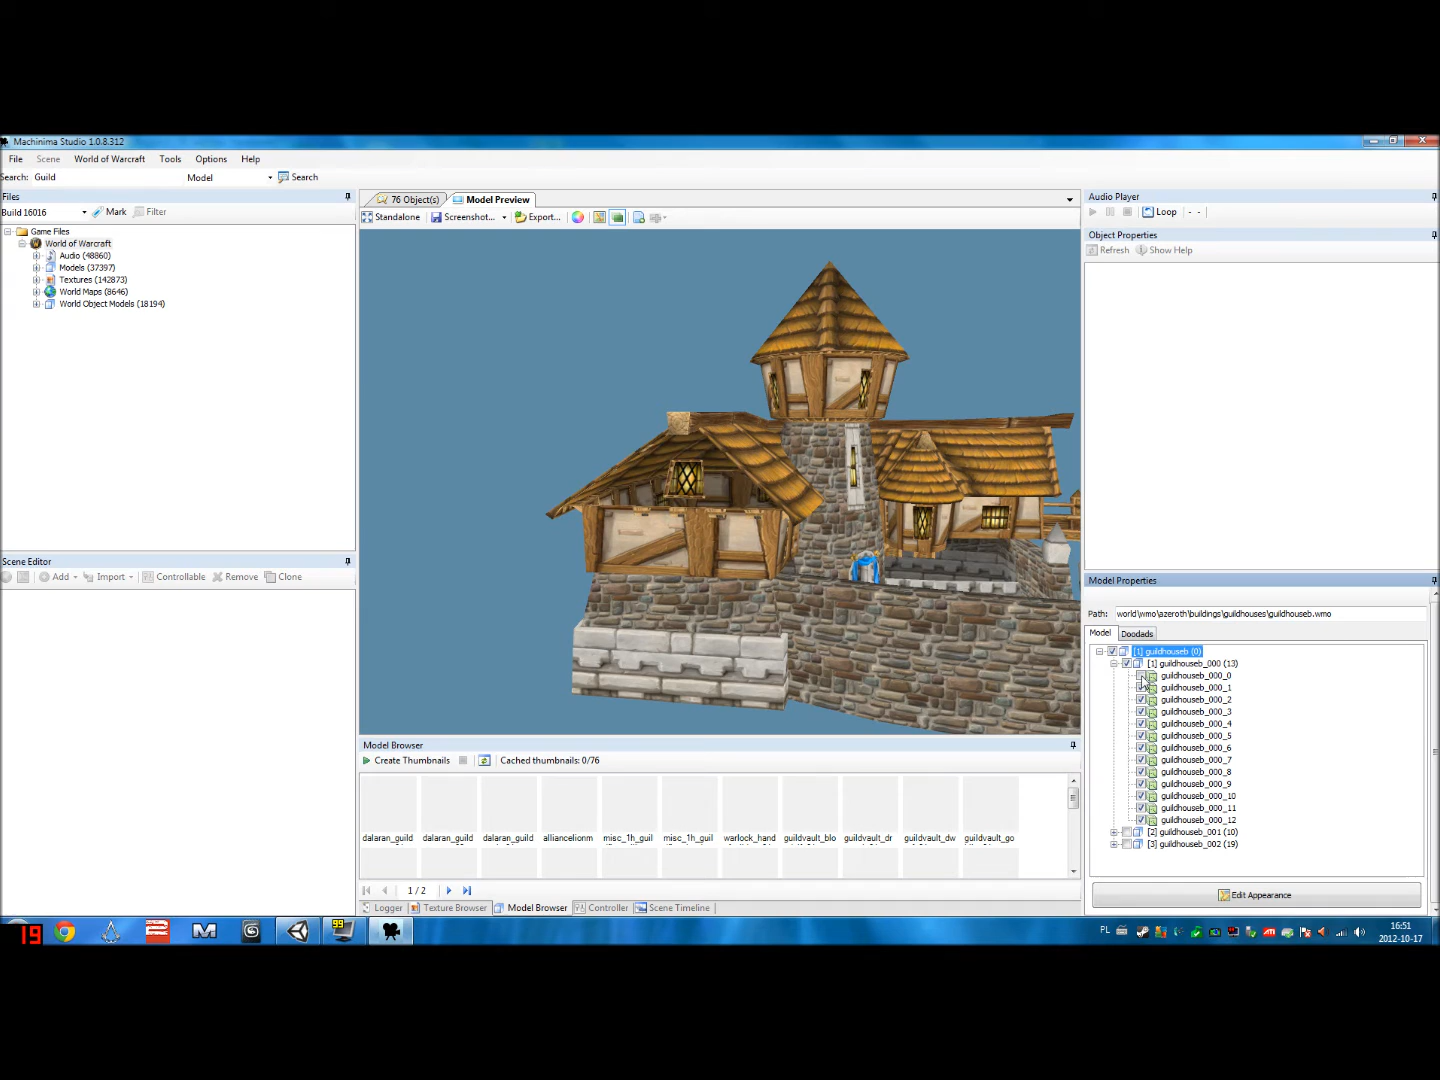 Machinima Studio 1.0.8.312
File Scene World of Warcraft Tools Options Help
Search: Guild Model Search
Files
Build 16016 Mark Filter
Game Files
World of Warcraft
Audio (48860)
Models (37397)
Textures (142873)
World Maps (8646)
World Object Models (18194)
Scene Editor
Add Import Controllable Remove Clone
76 Object(s) Model Preview
Standalone Screenshot... Export...
Model Browser
Create Thumbnails Cached thumbnails: 0/76
dalaran_guild dalaran_guild dalaran_guild alliancelionm misc_1h_guil misc_1h_guil warlock_hand guildvault_blo guildvault_dr guildvault_dw guildvault_go
1 / 2
Logger Texture Browser Model Browser Controller Scene Timeline
Audio Player
Loop - -
Object Properties
Refresh Show Help
Model Properties
Path: world\wmo\azeroth\buildings\guildhouses\guildhouseb.wmo
Model Doodads
[1] guildhouseb (0)
[1] guildhouseb_000 (13)
guildhouseb_000_0
guildhouseb_000_1
guildhouseb_000_2
guildhouseb_000_3
guildhouseb_000_4
guildhouseb_000_5
guildhouseb_000_6
guildhouseb_000_7
guildhouseb_000_8
guildhouseb_000_9
guildhouseb_000_10
guildhouseb_000_11
guildhouseb_000_12
[2] guildhouseb_001 (10)
[3] guildhouseb_002 (19)
Edit Appearance
19
99
PL
16:51
2012-10-17